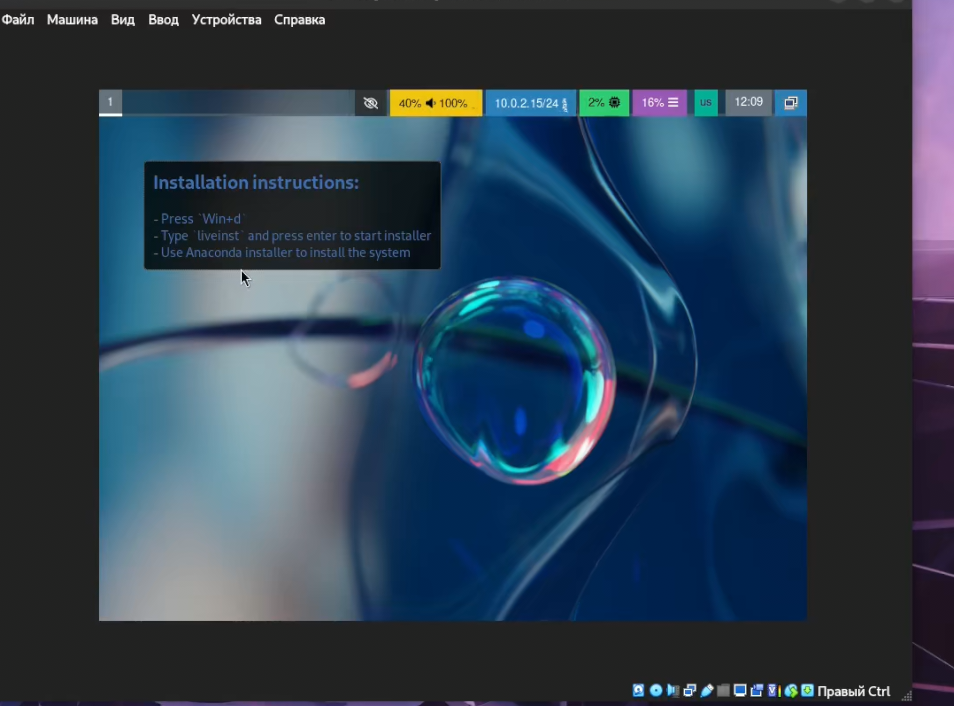 Файл Машина Вид Ввод Устройства Справка
1 40% 100% 10.0.2.15/24 2% 16% us 12:09
Installation instructions:
- Press `Win+d`
- Type `liveinst` and press enter to start installer
- Use Anaconda installer to install the system
Правый Ctrl